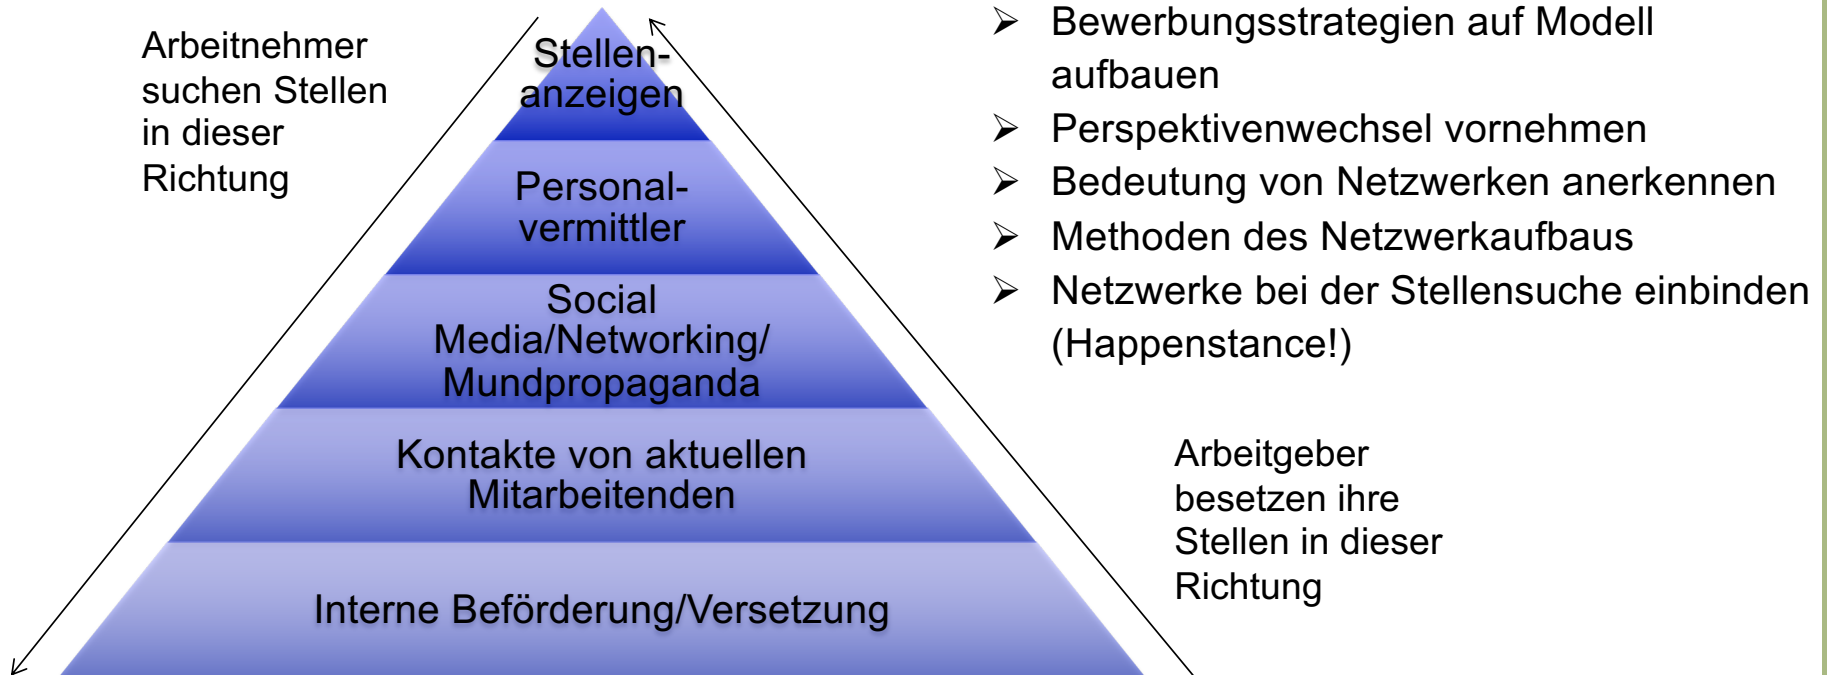 Arbeitnehmer
suchen Stellen
in dieser
Richtung
Stellen-
anzeigen
Personal-
vermittler
Social
Media/Networking/
Mundpropaganda
Kontakte von aktuellen
Mitarbeitenden
Interne Beförderung/Versetzung
➢ Bewerbungsstrategien auf Modell
aufbauen
➢ Perspektivenwechsel vornehmen
➢ Bedeutung von Netzwerken anerkennen
➢ Methoden des Netzwerkaufbaus
➢ Netzwerke bei der Stellensuche einbinden
(Happenstance!)
Arbeitgeber
besetzen ihre
Stellen in dieser
Richtung